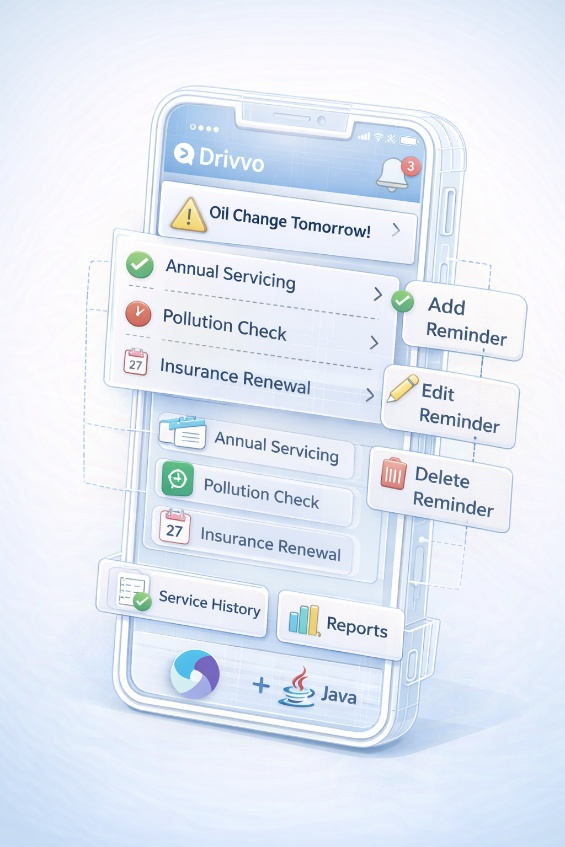 Drivvo
3
Oil Change Tomorrow!
Annual Servicing
Pollution Check
27
Insurance Renewal
Add
Reminder
Edit
Reminder
Delete
Reminder
Annual Servicing
Pollution Check
27
Insurance Renewal
Service History
Reports
+
Java